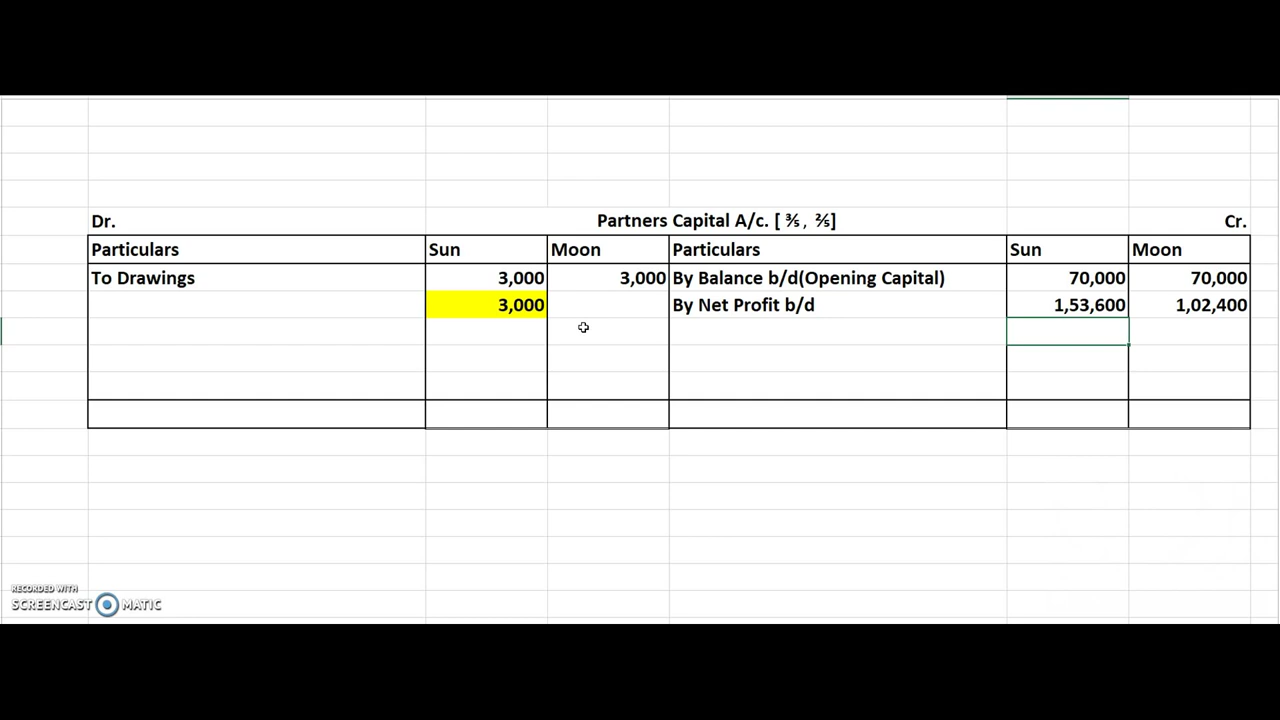 Dr. Partners Capital A/c. [ ⅗ , ⅖] Cr.
Particulars Sun Moon Particulars Sun Moon
To Drawings 3,000 3,000 By Balance b/d(Opening Capital) 70,000 70,000
3,000 By Net Profit b/d 1,53,600 1,02,400
RECORDED WITH
SCREENCAST MATIC